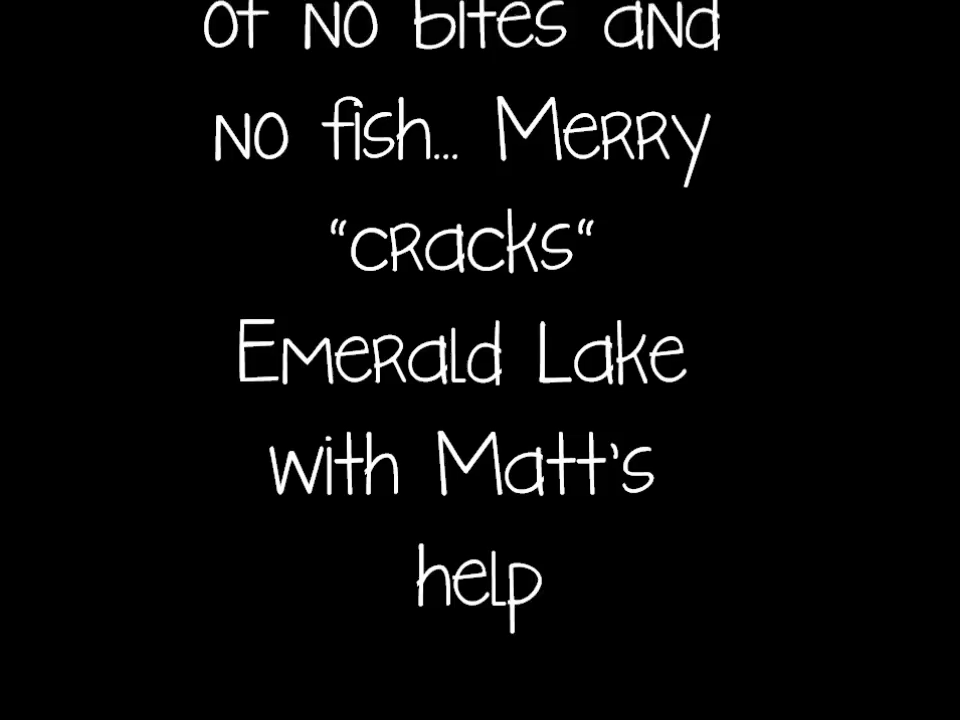 of no bites and
no fish... Merry
“cracks“
Emerald Lake
with Matt's
help